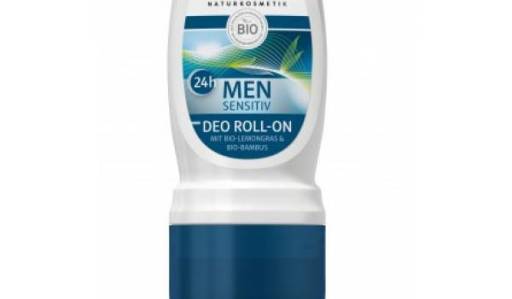 NATURKOSMETIK
BIO
24h
MEN
SENSITIV
DEO ROLL-ON
MIT BIO-LEMONGRAS &
BIO-BAMBUS